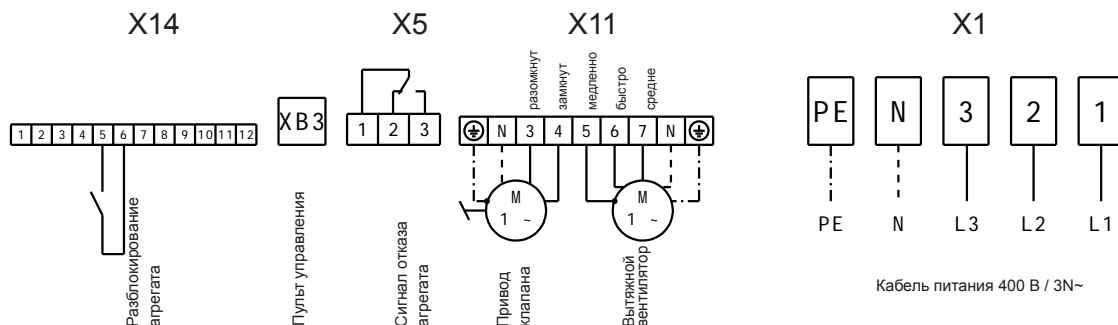 X14
X5
X11
X1
разомкнут
замкнут
медленно
быстро
средне
1 2 3 4 5 6 7 8 9 10 11 12
XB3
1 2 3
N 3 4 5 6 7 N
PE N 3 2 1
M
1 ~
M
1 ~
PE N L3 L2 L1
Разблокирование
агрегата
Пульт управления
Сигнал отказа
агрегата
Привод
клапана
Вытяжной
вентилятор
Кабель питания 400 В / 3N~